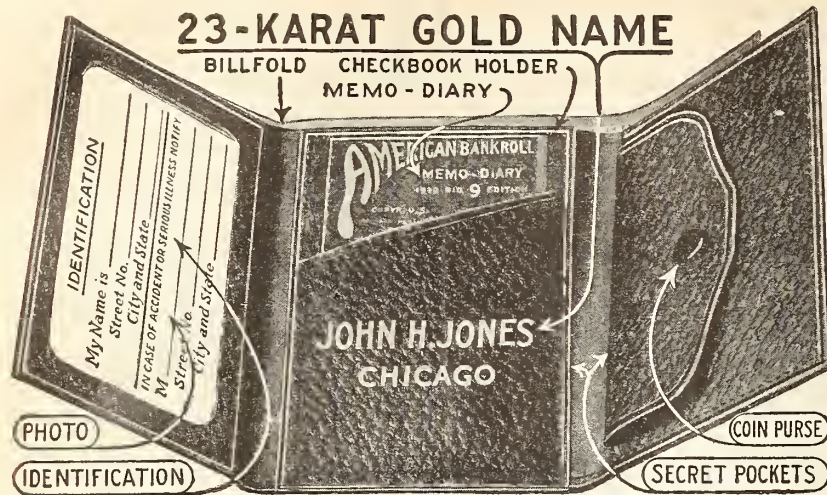 23-KARAT GOLD NAME
BILLFOLD CHECKBOOK HOLDER
MEMO - DIARY
IDENTIFICATION
My Name is
Street No.
City and State
IN CASE OF ACCIDENT OR SERIOUS ILLNESS NOTIFY
M
Street No.
City and State
AMERICAN BANKROLL
MEMO-DIARY
BIG 9 EDITION
JOHN H. JONES
CHICAGO
PHOTO
IDENTIFICATION
COIN PURSE
SECRET POCKETS